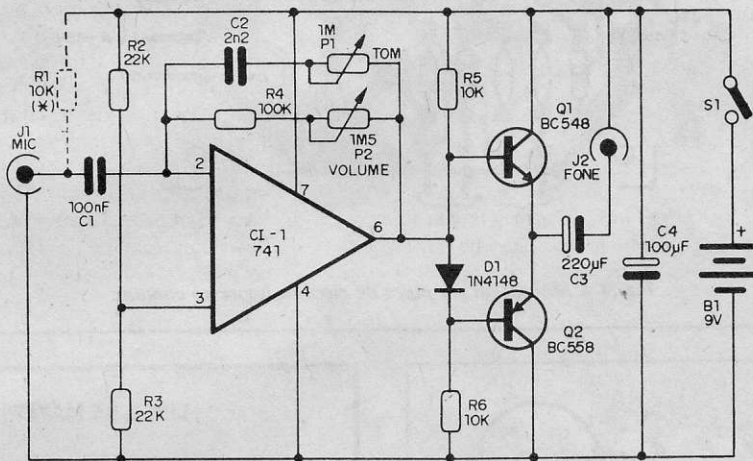 C2
2n2
1M
P1
TOM
R1
10K
(*)
R2
22K
R4
100K
1M5
P2
VOLUME
R5
10K
Q1
BC548
S1
J1
MIC
J2
FONE
2
7
100nF
C1
CI-1
741
6
3
4
D1
1N4148
220µF
C3
C4
100µF
+
B1
9V
Q2
BC558
R3
22K
R6
10K